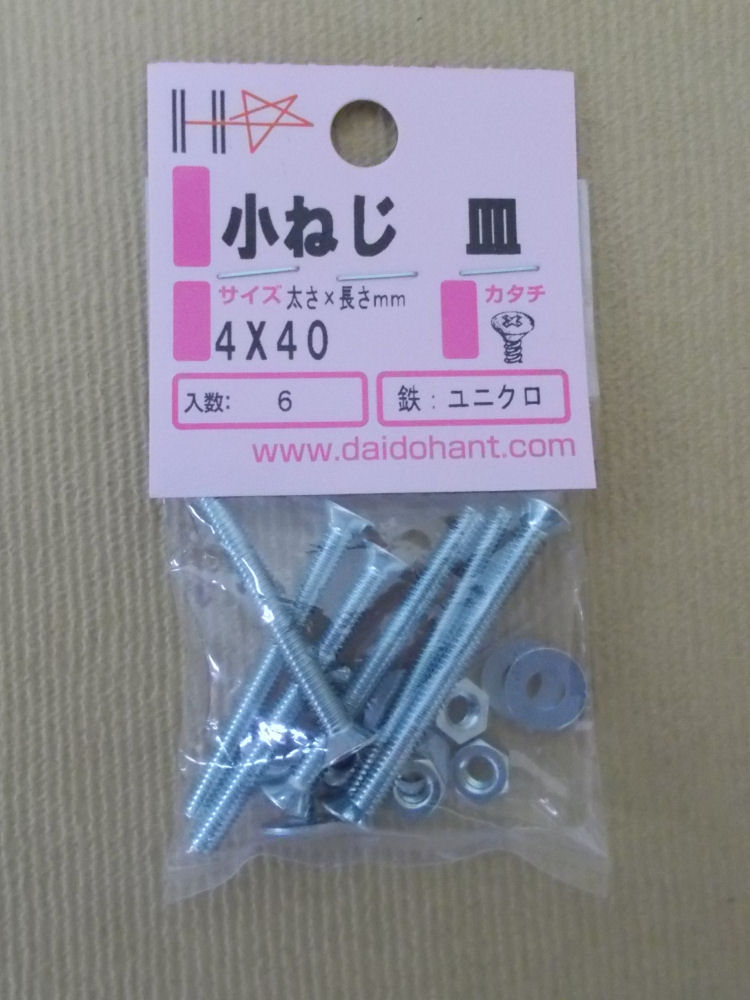 小ねじ 皿
サイズ 太さ×長さmm カタチ
4X40
入数: 6 鉄:ユニクロ
www.daidohant.com